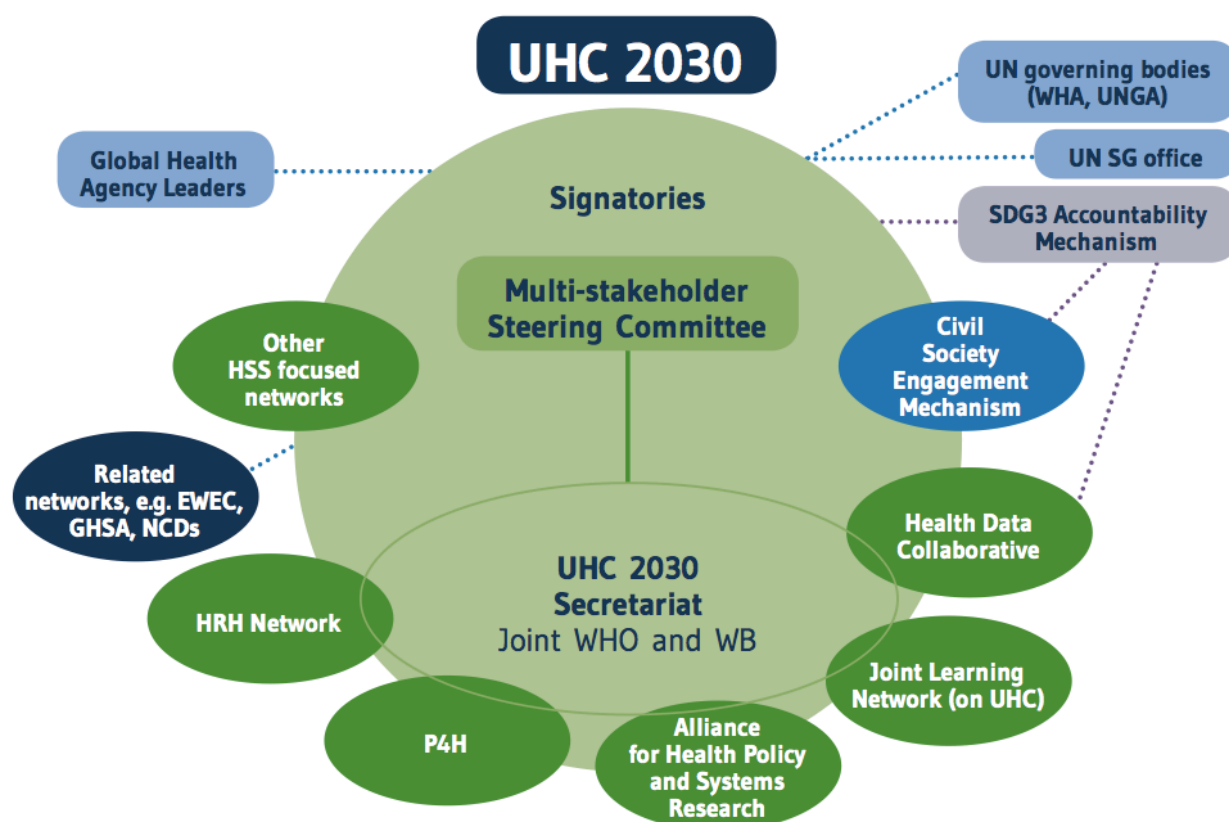 UHC 2030
UN governing bodies
(WHA, UNGA)
Global Health
Agency Leaders
UN SG office
Signatories
SDG3 Accountability
Mechanism
Multi-stakeholder
Steering Committee
Other
HSS focused
networks
Civil
Society
Engagement
Mechanism
Related
networks, e.g. EWEC,
GHSA, NCDs
Health Data
Collaborative
UHC 2030
Secretariat
Joint WHO and WB
HRH Network
Joint Learning
Network (on UHC)
P4H
Alliance
for Health Policy
and Systems
Research